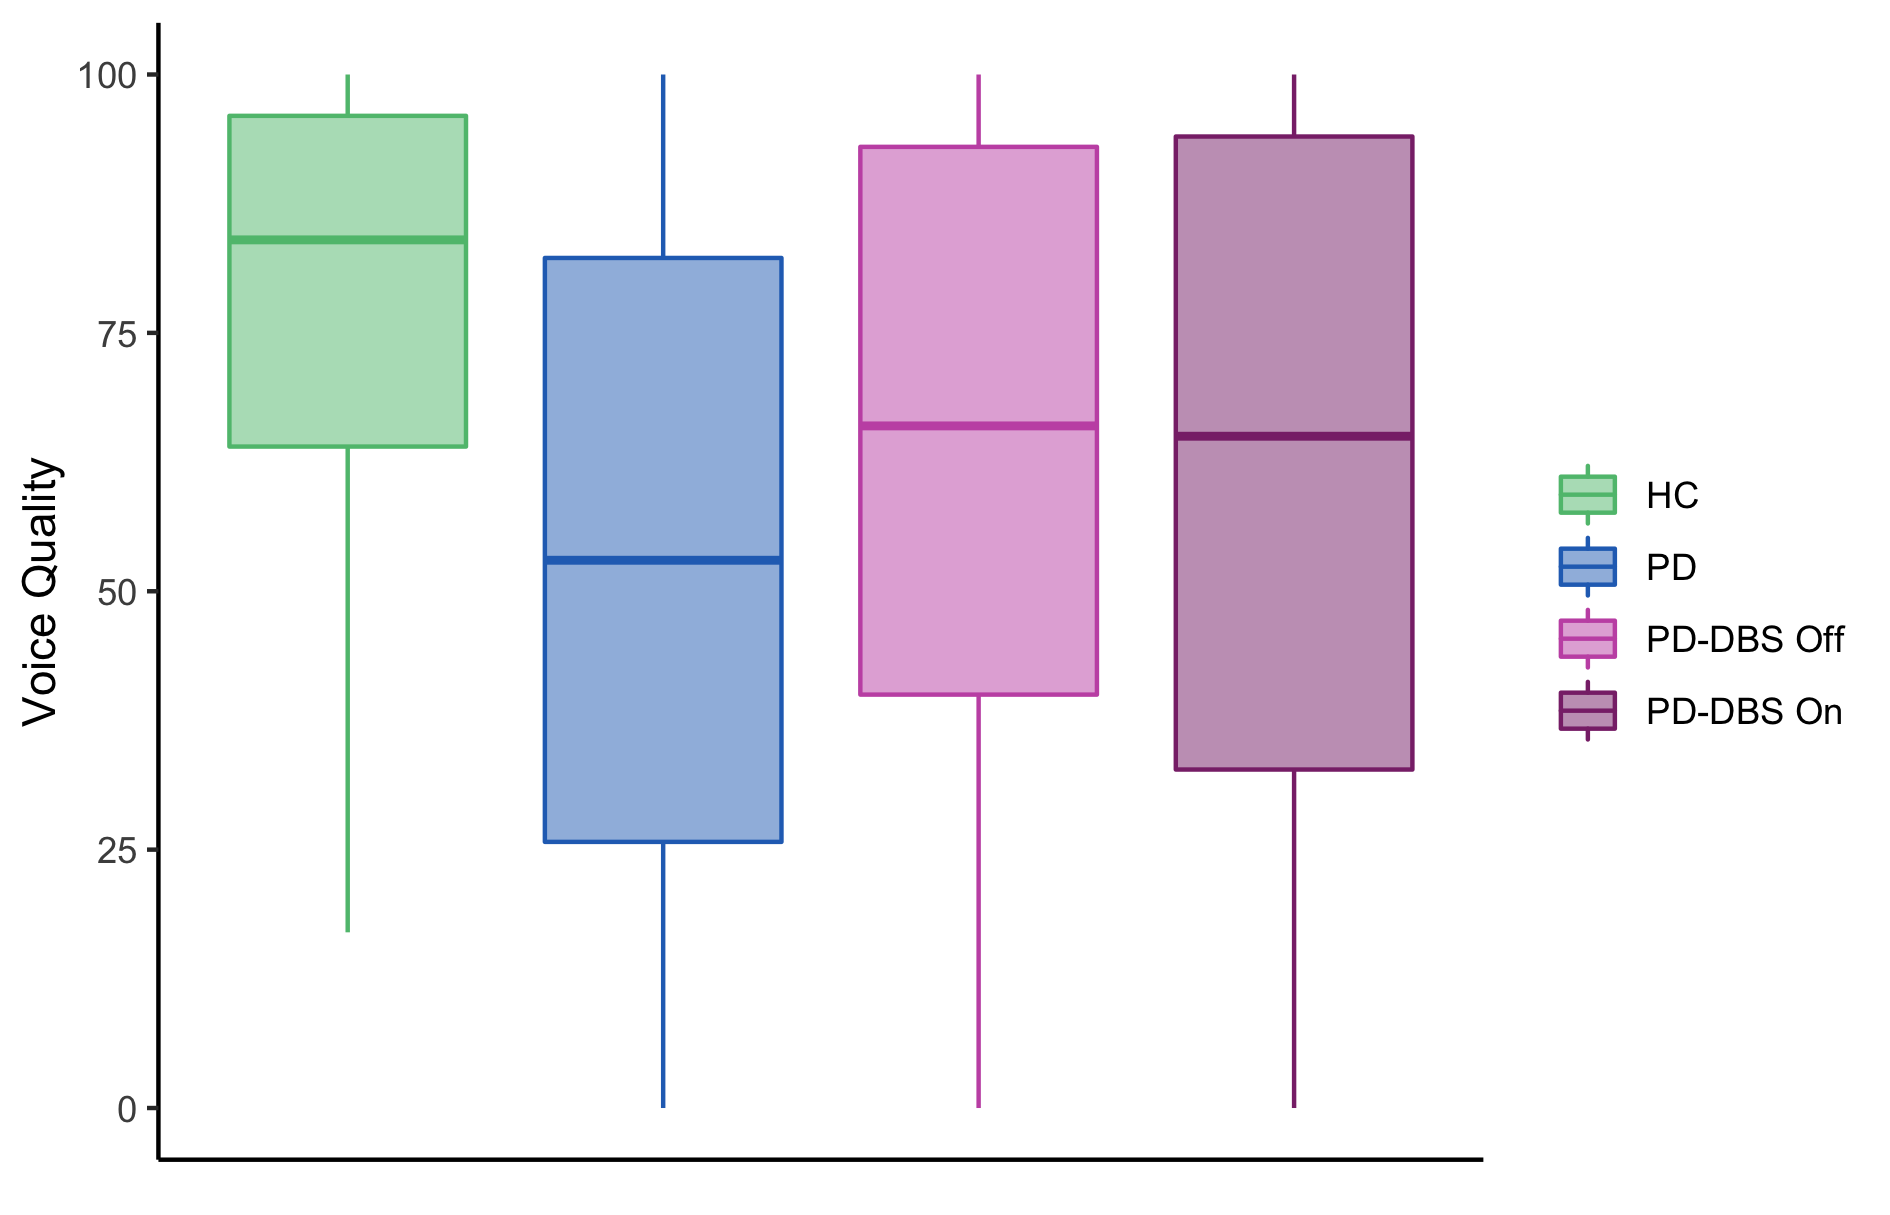 Voice Quality
100
75
50
25
0
HC
PD
PD-DBS Off
PD-DBS On